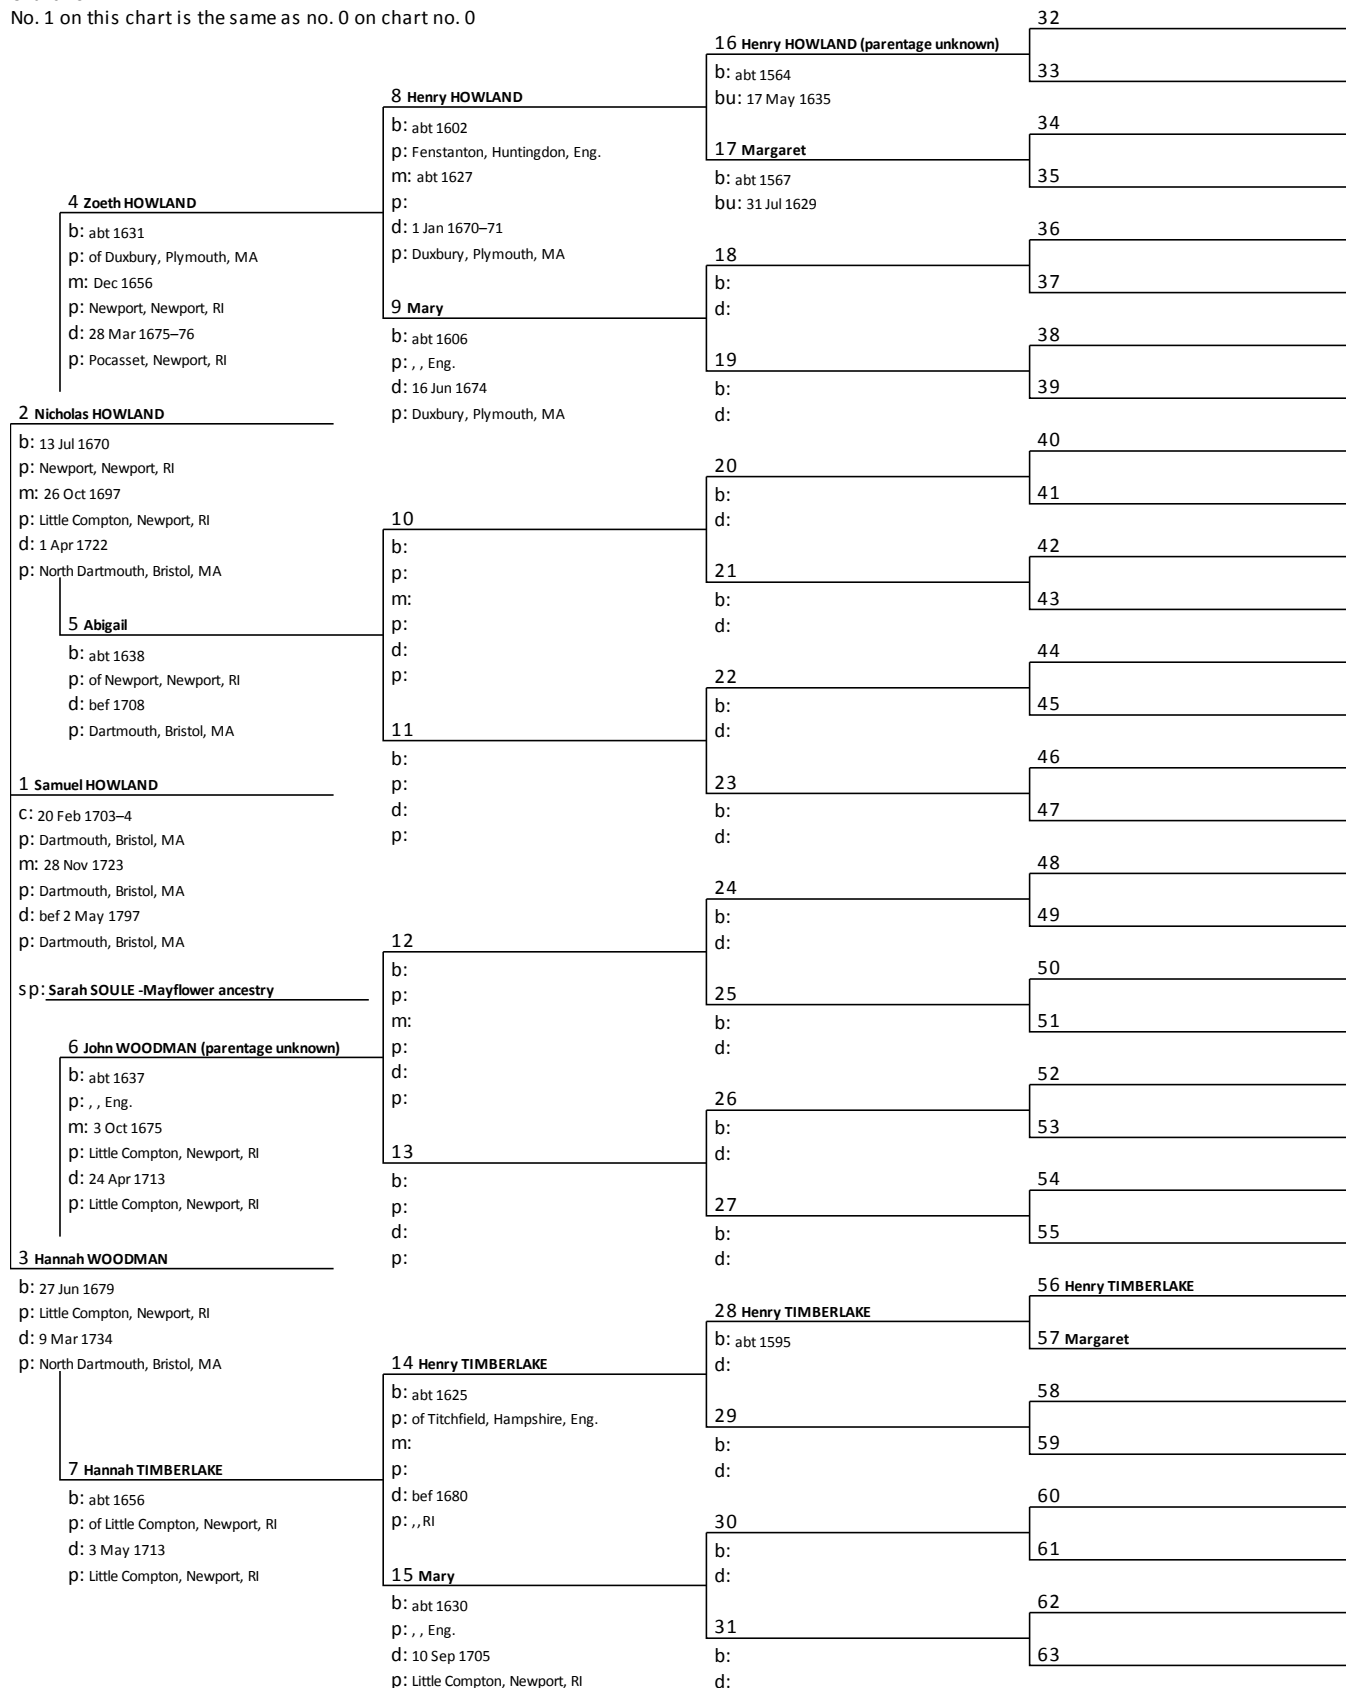 No. 1 on this chart is the same as no. 0 on chart no. 0
1 Samuel HOWLAND
c: 20 Feb 1703–4
p: Dartmouth, Bristol, MA
m: 28 Nov 1723
p: Dartmouth, Bristol, MA
d: bef 2 May 1797
p: Dartmouth, Bristol, MA
sp: Sarah SOULE -Mayflower ancestry
2 Nicholas HOWLAND
b: 13 Jul 1670
p: Newport, Newport, RI
m: 26 Oct 1697
p: Little Compton, Newport, RI
d: 1 Apr 1722
p: North Dartmouth, Bristol, MA
3 Hannah WOODMAN
b: 27 Jun 1679
p: Little Compton, Newport, RI
d: 9 Mar 1734
p: North Dartmouth, Bristol, MA
4 Zoeth HOWLAND
b: abt 1631
p: of Duxbury, Plymouth, MA
m: Dec 1656
p: Newport, Newport, RI
d: 28 Mar 1675–76
p: Pocasset, Newport, RI
5 Abigail
b: abt 1638
p: of Newport, Newport, RI
d: bef 1708
p: Dartmouth, Bristol, MA
6 John WOODMAN (parentage unknown)
b: abt 1637
p: , , Eng.
m: 3 Oct 1675
p: Little Compton, Newport, RI
d: 24 Apr 1713
p: Little Compton, Newport, RI
7 Hannah TIMBERLAKE
b: abt 1656
p: of Little Compton, Newport, RI
d: 3 May 1713
p: Little Compton, Newport, RI
8 Henry HOWLAND
b: abt 1602
p: Fenstanton, Huntingdon, Eng.
m: abt 1627
p:
d: 1 Jan 1670–71
p: Duxbury, Plymouth, MA
9 Mary
b: abt 1606
p: , , Eng.
d: 16 Jun 1674
p: Duxbury, Plymouth, MA
10
b:
p:
m:
p:
d:
p:
11
b:
p:
d:
p:
12
b:
p:
m:
p:
d:
p:
13
b:
p:
d:
p:
14 Henry TIMBERLAKE
b: abt 1625
p: of Titchfield, Hampshire, Eng.
m:
p:
d: bef 1680
p: , , RI
15 Mary
b: abt 1630
p: , , Eng.
d: 10 Sep 1705
p: Little Compton, Newport, RI
16 Henry HOWLAND (parentage unknown)
b: abt 1564
bu: 17 May 1635
17 Margaret
b: abt 1567
bu: 31 Jul 1629
18
b:
d:
19
b:
d:
20
b:
d:
21
b:
d:
22
b:
d:
23
b:
d:
24
b:
d:
25
b:
d:
26
b:
d:
27
b:
d:
28 Henry TIMBERLAKE
b: abt 1595
d:
29
b:
d:
30
b:
d:
31
b:
d:
32
33
34
35
36
37
38
39
40
41
42
43
44
45
46
47
48
49
50
51
52
53
54
55
56 Henry TIMBERLAKE
57 Margaret
58
59
60
61
62
63